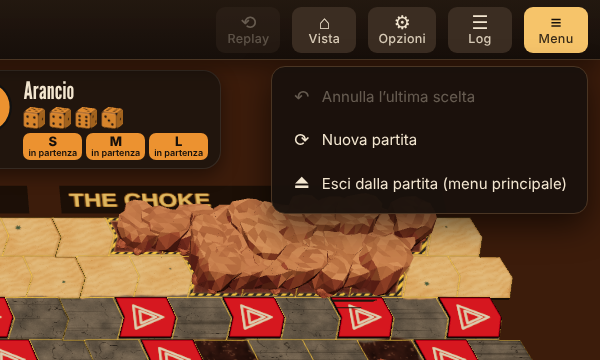 Replay
Vista
Opzioni
Log
Menu
Arancio
S
in partenza
M
in partenza
L
in partenza
Annulla l'ultima scelta
Nuova partita
Esci dalla partita (menu principale)
THE CHOKE